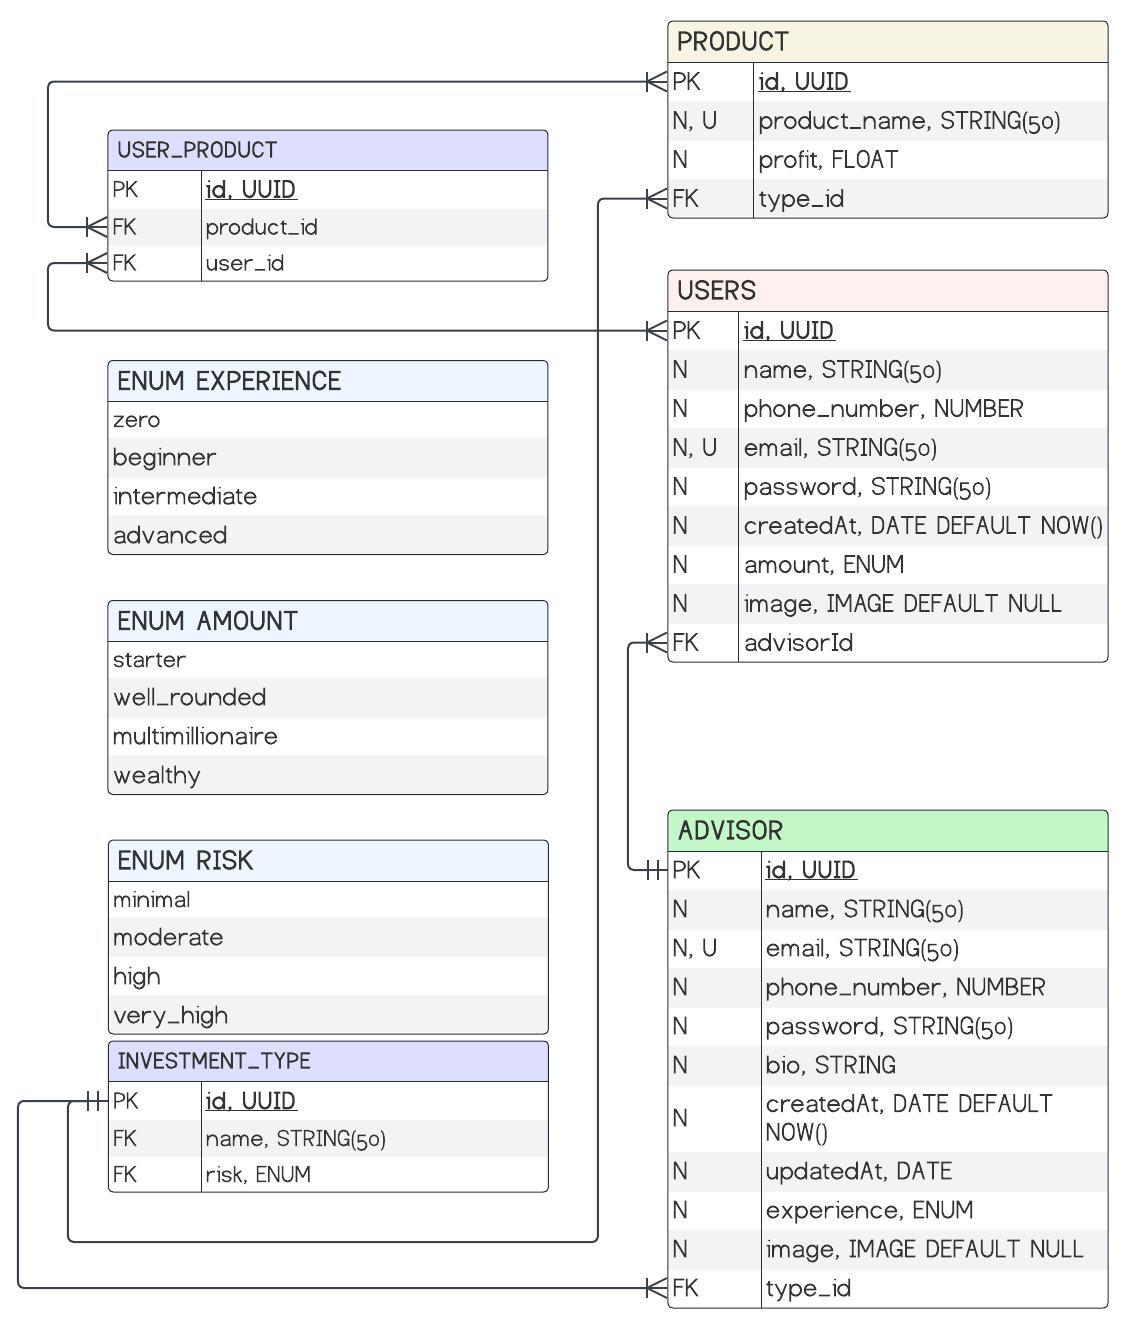 PRODUCT
PK id, UUID
N, U product_name, STRING(50)
N profit, FLOAT
FK type_id
USER_PRODUCT
PK id, UUID
FK product_id
FK user_id
USERS
PK id, UUID
N name, STRING(50)
N phone_number, NUMBER
N, U email, STRING(50)
N password, STRING(50)
N createdAt, DATE DEFAULT NOW()
N amount, ENUM
N image, IMAGE DEFAULT NULL
FK advisorId
ENUM EXPERIENCE
zero
beginner
intermediate
advanced
ENUM AMOUNT
starter
well_rounded
multimillionaire
wealthy
ENUM RISK
minimal
moderate
high
very_high
ADVISOR
PK id, UUID
N name, STRING(50)
N, U email, STRING(50)
N phone_number, NUMBER
N password, STRING(50)
N bio, STRING
N createdAt, DATE DEFAULT
NOW()
N updatedAt, DATE
N experience, ENUM
N image, IMAGE DEFAULT NULL
FK type_id
INVESTMENT_TYPE
PK id, UUID
FK name, STRING(50)
FK risk, ENUM